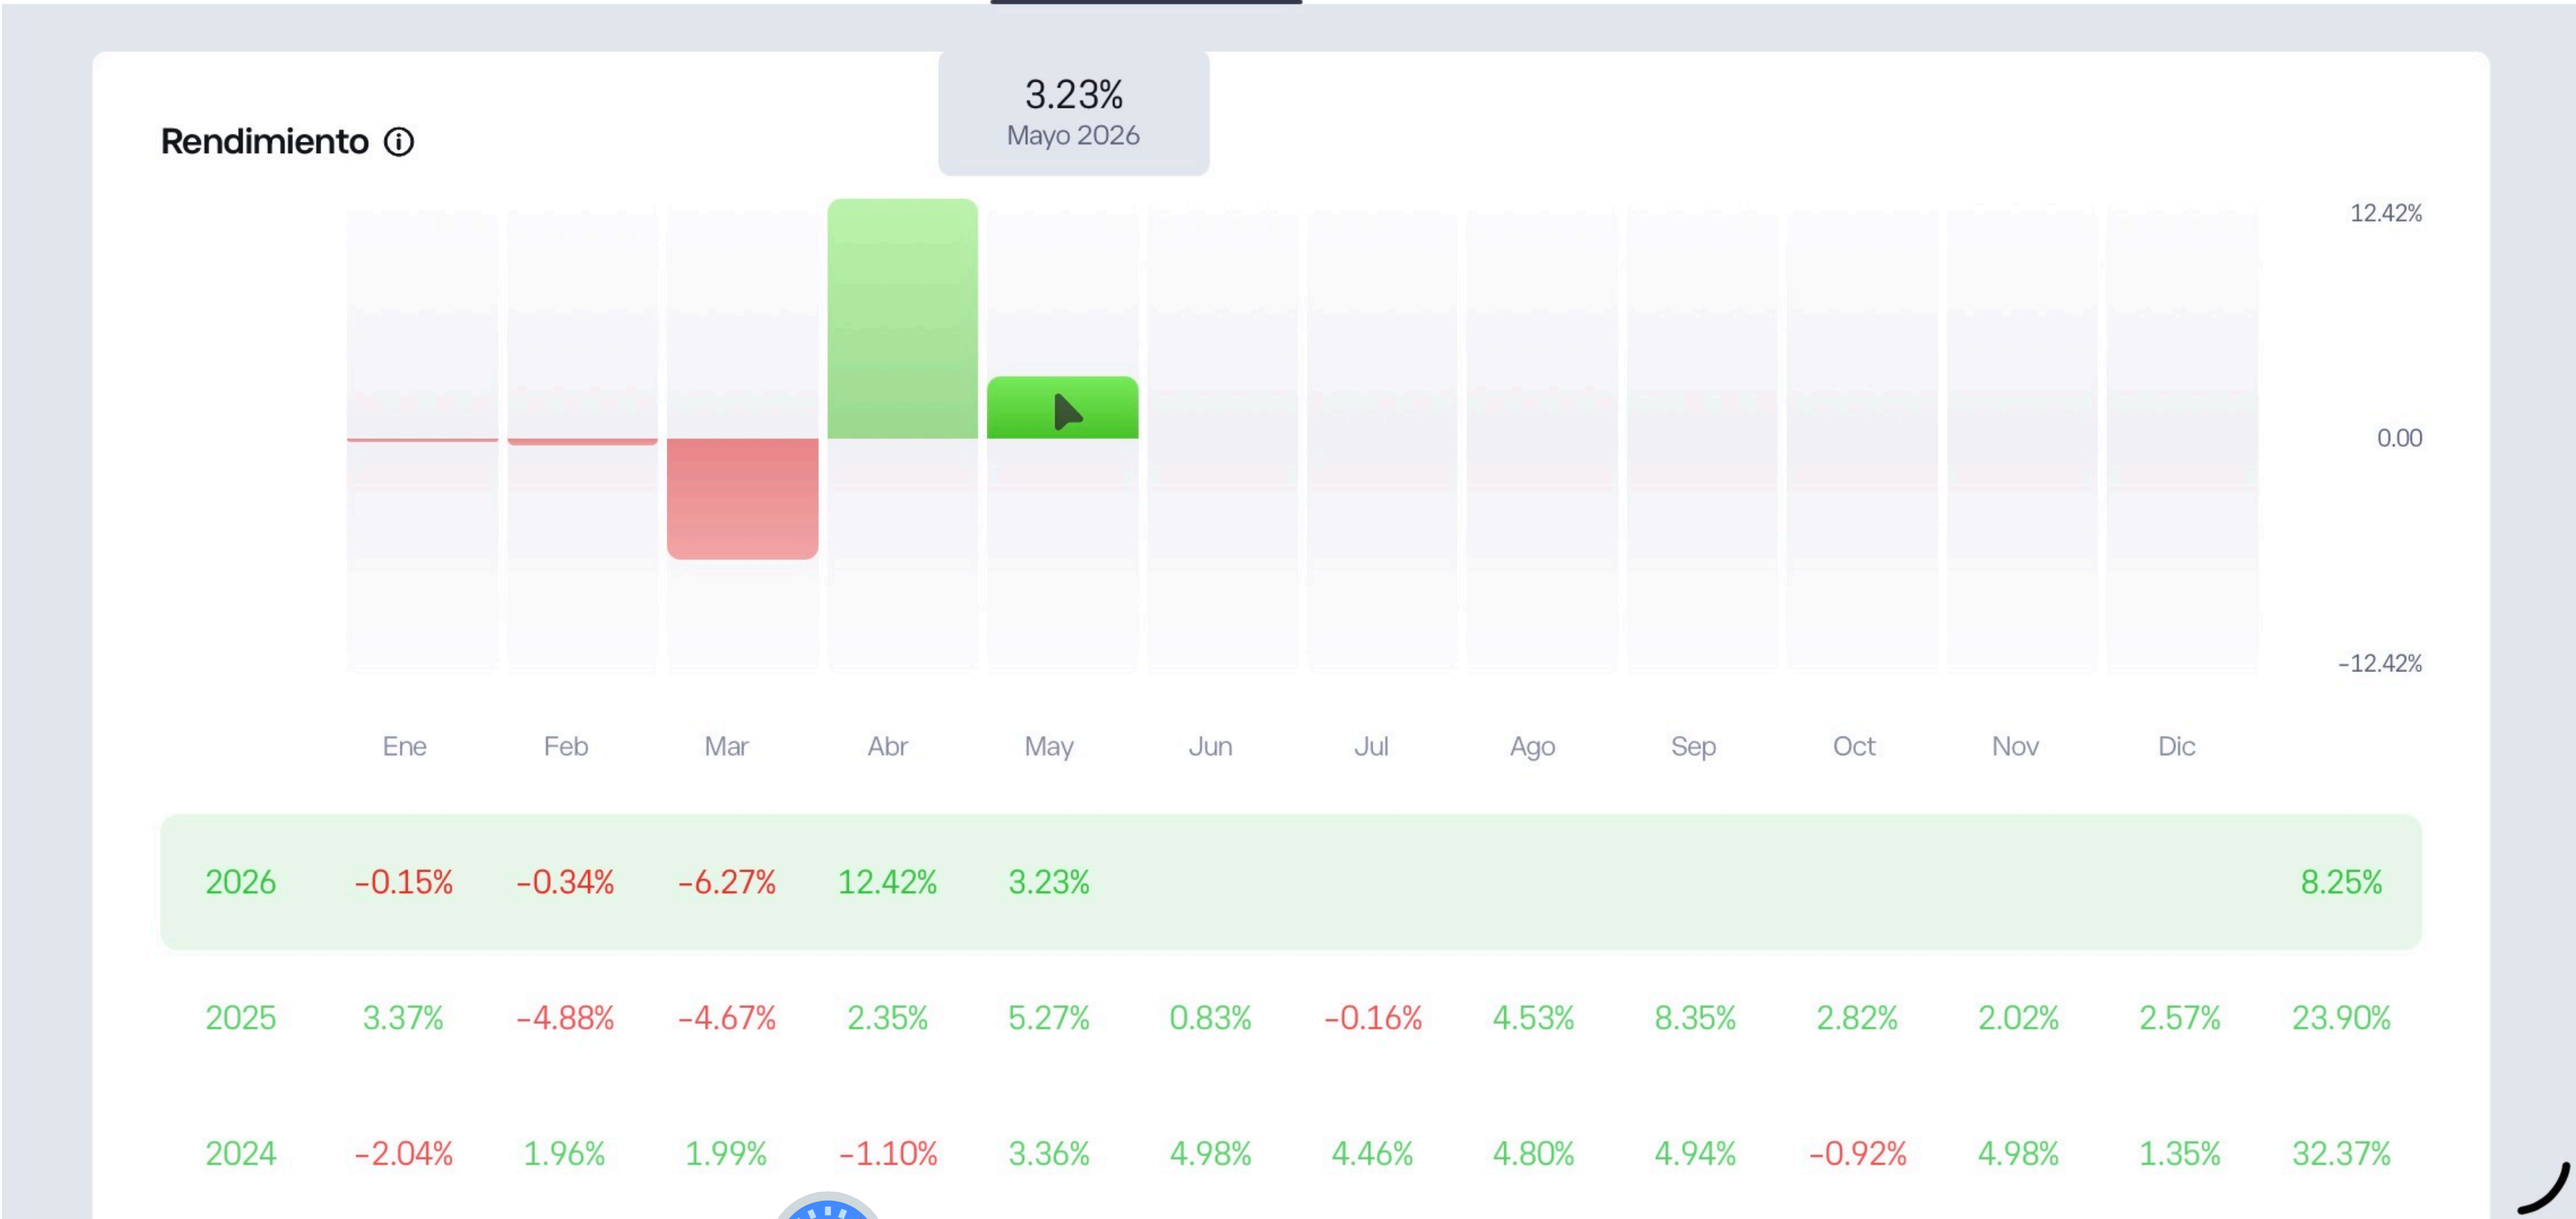 3.23%
Mayo 2026
Rendimiento
12.42%
0.00
-12.42%
Ene Feb Mar Abr May Jun Jul Ago Sep Oct Nov Dic
2026 -0.15% -0.34% -6.27% 12.42% 3.23% 8.25%
2025 3.37% -4.88% -4.67% 2.35% 5.27% 0.83% -0.16% 4.53% 8.35% 2.82% 2.02% 2.57% 23.90%
2024 -2.04% 1.96% 1.99% -1.10% 3.36% 4.98% 4.46% 4.80% 4.94% -0.92% 4.98% 1.35% 32.37%